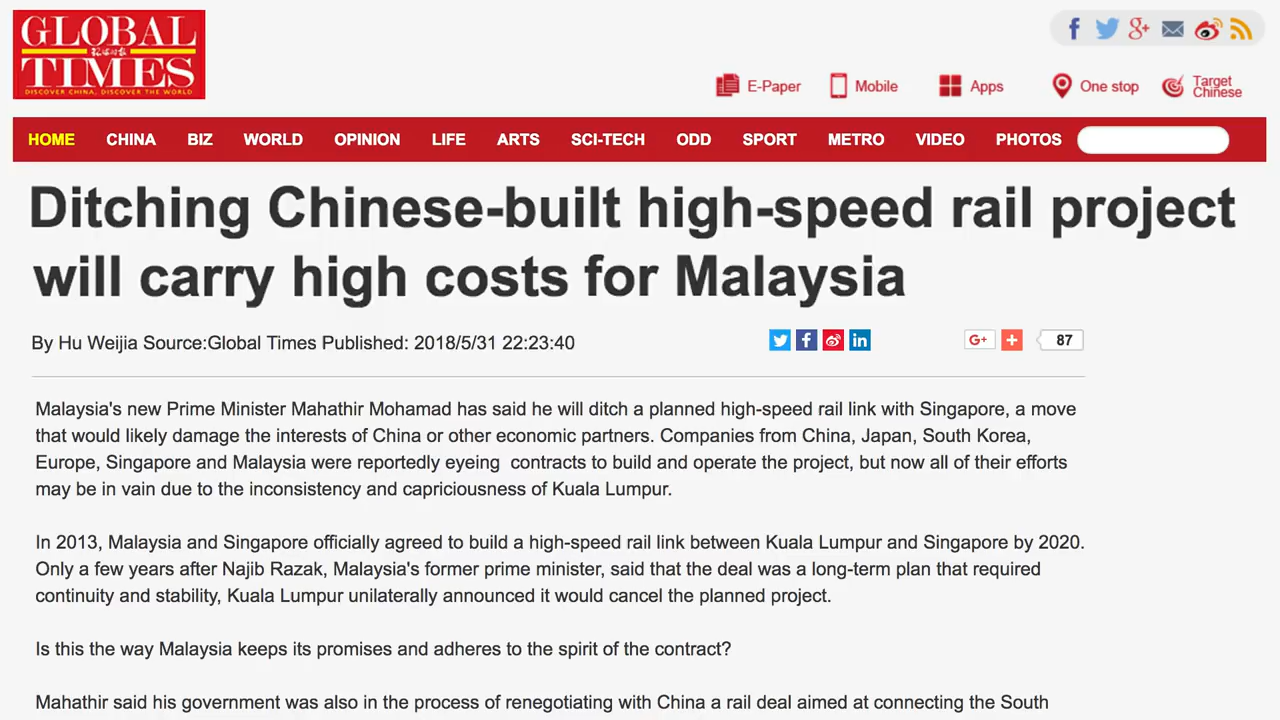 GLOBAL
环球时报
TIMES
DISCOVER CHINA, DISCOVER THE WORLD
E-Paper
Mobile
Apps
One stop
Target
Chinese
HOME CHINA BIZ WORLD OPINION LIFE ARTS SCI-TECH ODD SPORT METRO VIDEO PHOTOS
Ditching Chinese-built high-speed rail project
will carry high costs for Malaysia
By Hu Weijia Source:Global Times Published: 2018/5/31 22:23:40
G+
87
Malaysia's new Prime Minister Mahathir Mohamad has said he will ditch a planned high-speed rail link with Singapore, a move
that would likely damage the interests of China or other economic partners. Companies from China, Japan, South Korea,
Europe, Singapore and Malaysia were reportedly eyeing contracts to build and operate the project, but now all of their efforts
may be in vain due to the inconsistency and capriciousness of Kuala Lumpur.
In 2013, Malaysia and Singapore officially agreed to build a high-speed rail link between Kuala Lumpur and Singapore by 2020.
Only a few years after Najib Razak, Malaysia's former prime minister, said that the deal was a long-term plan that required
continuity and stability, Kuala Lumpur unilaterally announced it would cancel the planned project.
Is this the way Malaysia keeps its promises and adheres to the spirit of the contract?
Mahathir said his government was also in the process of renegotiating with China a rail deal aimed at connecting the South